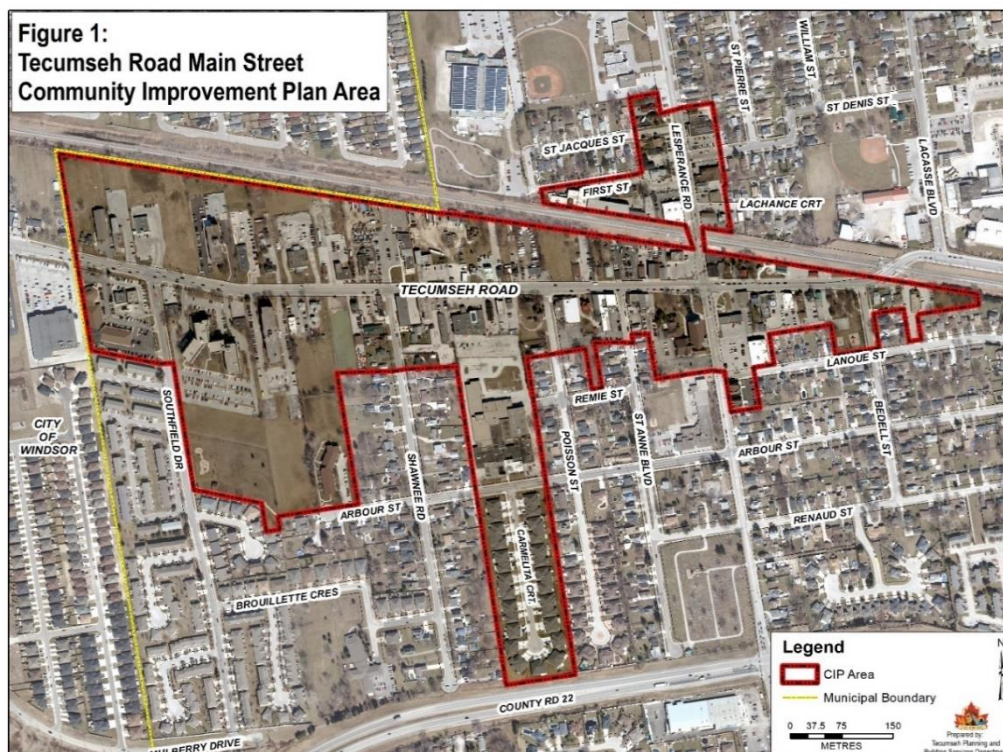 Figure 1:
Tecumseh Road Main Street
Community Improvement Plan Area
WILLIAM ST
ST PIERRE ST
ST DENIS ST
ST JACQUES ST
LESPERANCE RD
LACASSE BLVD
FIRST ST
LACHANCE CRT
TECUMSEH ROAD
LANOUE ST
REMIE ST
SOUTHFIELD DR
CITY
OF
WINDSOR
SHAWNEE RD
POISSON ST
ST ANNE BLVD
BEDELL ST
ARBOUR ST
ARBOUR ST
RENAUD ST
CARMELITA CRT.
BROUILLETTE CRES
COUNTY RD 22
MULBERRY DRIVE
Legend
CIP Area
Municipal Boundary
N
0 37.5 75 150
METRES
Prepared by:
Tecumseh Planning and